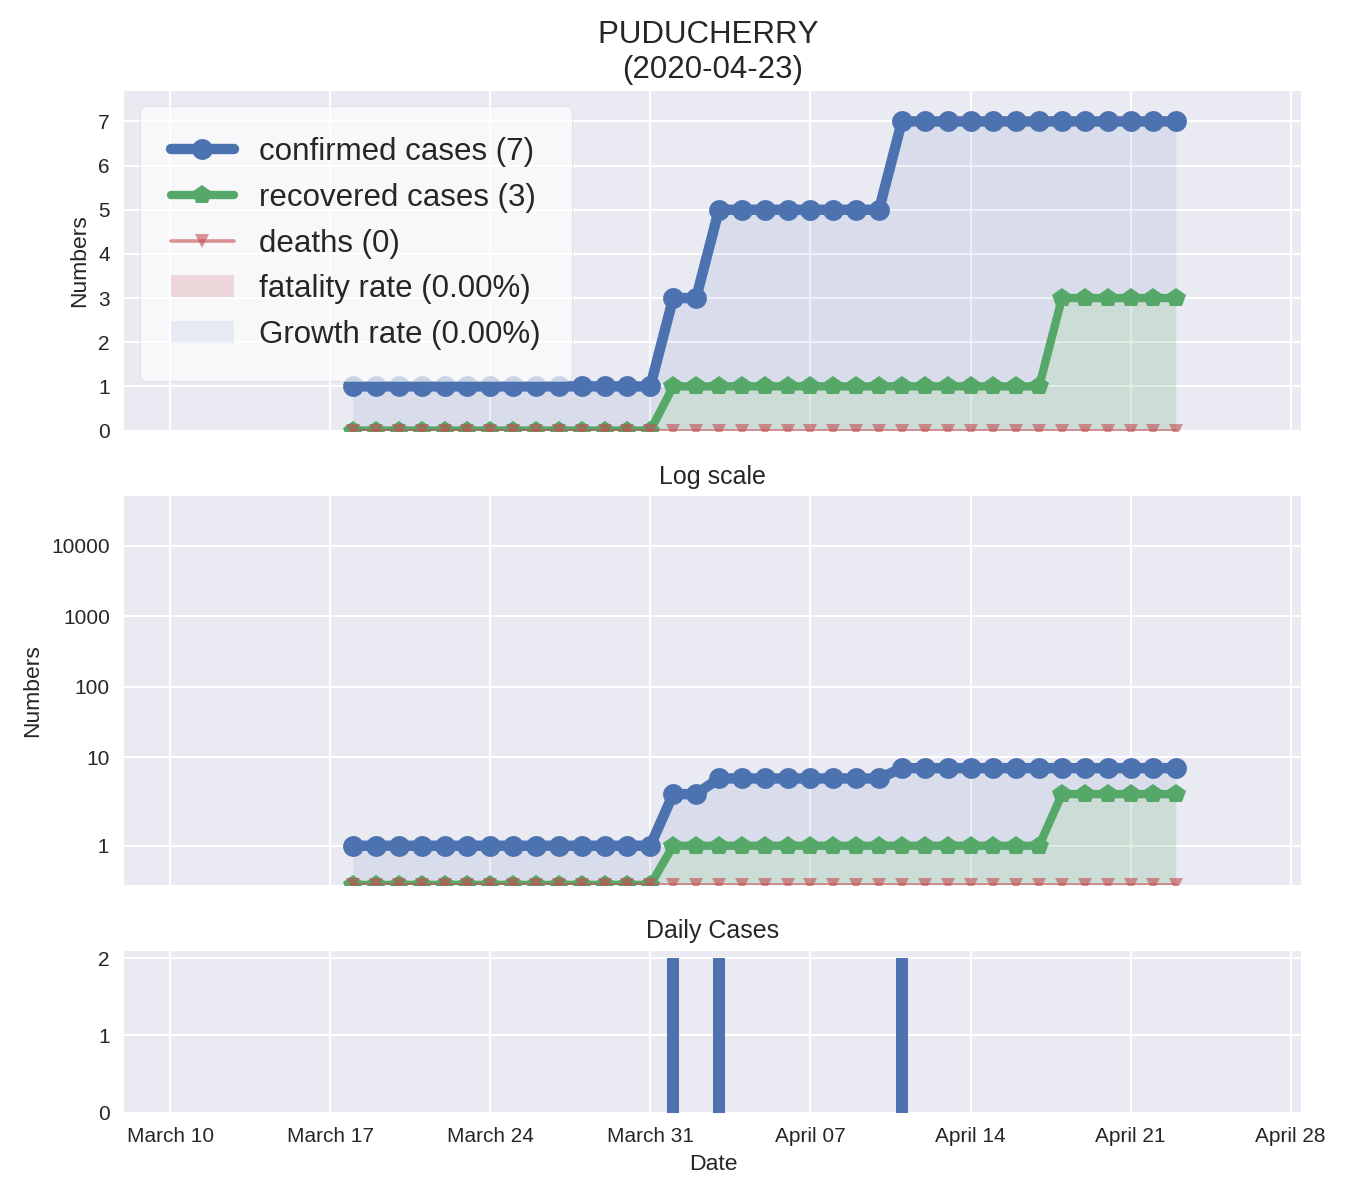 PUDUCHERRY
(2020-04-23)
7
6
5
4
3
2
1
0
Numbers
confirmed cases (7)
recovered cases (3)
deaths (0)
fatality rate (0.00%)
Growth rate (0.00%)
Log scale
10000
1000
100
10
1
Numbers
Daily Cases
2
1
0
March 10 March 17 March 24 March 31 April 07 April 14 April 21 April 28
Date